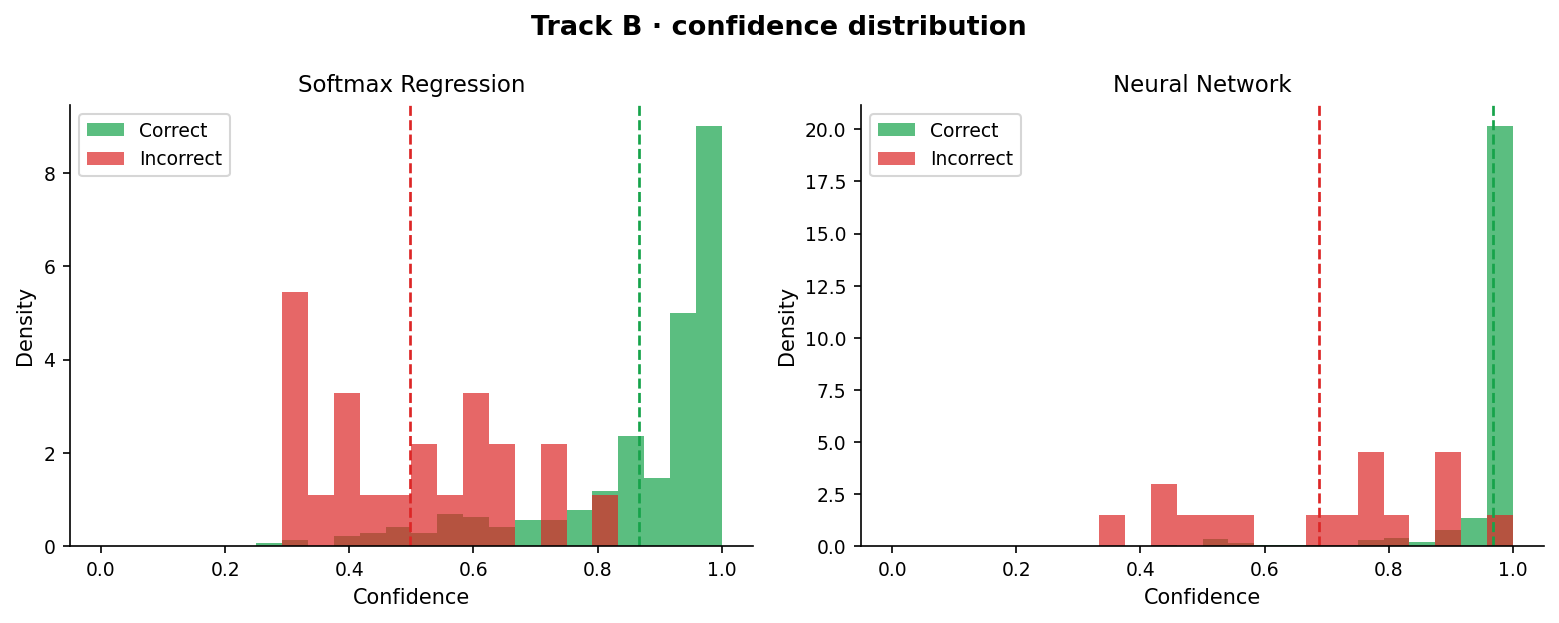 Track B · confidence distribution
Softmax Regression
Correct
Incorrect
Density
8
6
4
2
0
0.0 0.2 0.4 0.6 0.8 1.0
Confidence
Neural Network
Correct
Incorrect
Density
20.0
17.5
15.0
12.5
10.0
7.5
5.0
2.5
0.0
0.0 0.2 0.4 0.6 0.8 1.0
Confidence